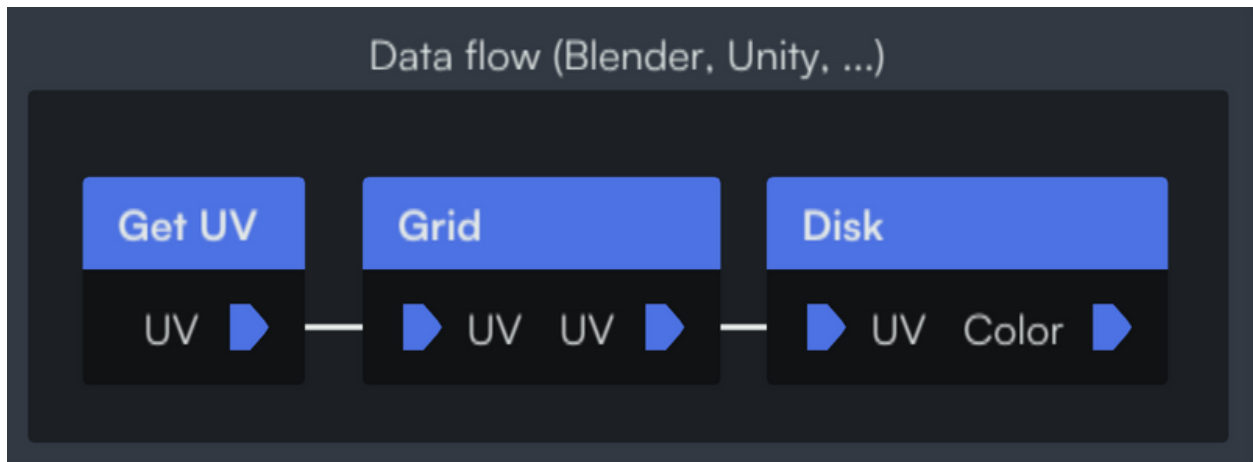 Data flow (Blender, Unity, ...)
Get UV
Grid
Disk
UV
UV UV
UV Color